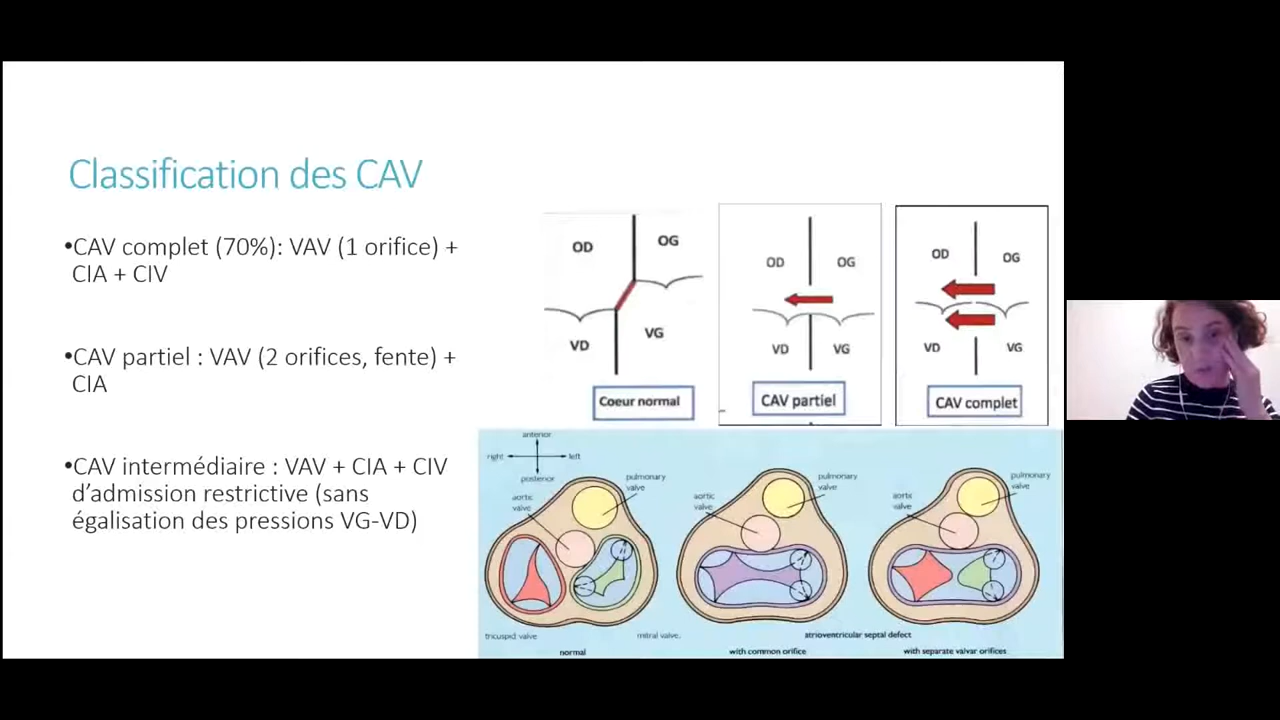 Classification des CAV
•CAV complet (70%): VAV (1 orifice) +
CIA + CIV
•CAV partiel : VAV (2 orifices, fente) +
CIA
•CAV intermédiaire : VAV + CIA + CIV
d’admission restrictive (sans
égalisation des pressions VG-VD)
OD
OG
VD
VG
Coeur normal
OD
OG
VD
VG
CAV partiel
OD
OG
VD
VG
CAV complet
anterior
right
left
posterior
aortic
valve
pulmonary
valve
tricuspid valve
mitral valve.
normal
aortic
valve
pulmonary
valve
with common orifice
atrioventricular septal defect
aortic
valve
pulmonary
valve
with separate valvar orifices